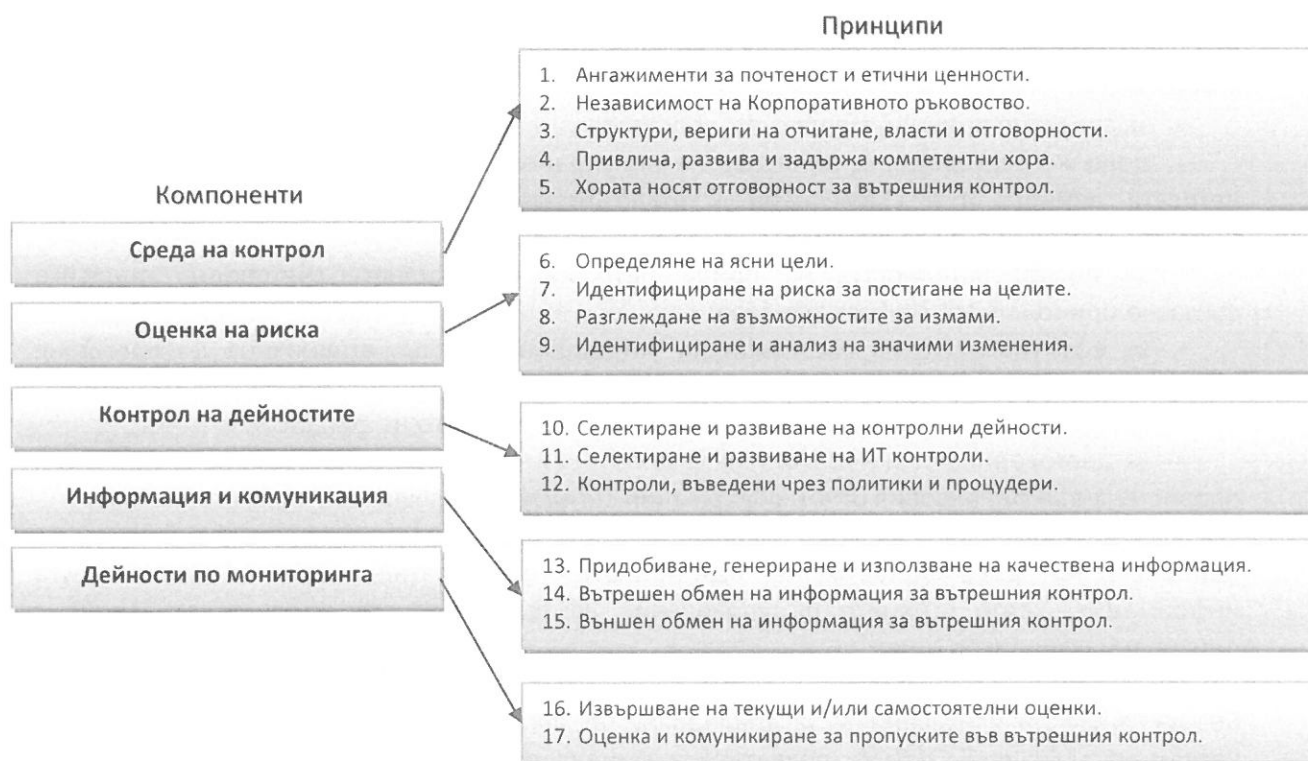 Принципи
1. Ангажименти за почтеност и етични ценности.
2. Независимост на Корпоративното ръковоство.
3. Структури, вериги на отчитане, власти и отговорности.
4. Привлича, развива и задържа компетентни хора.
5. Хората носят отговорност за вътрешния контрол.
Компоненти
Среда на контрол
Оценка на риска
Контрол на дейностите
Информация и комуникация
Дейности по мониторинга
6. Определяне на ясни цели.
7. Идентифициране на риска за постигане на целите.
8. Разглеждане на възможностите за измами.
9. Идентифициране и анализ на значими изменения.
10. Селектиране и развиване на контролни дейности.
11. Селектиране и развиване на ИТ контроли.
12. Контроли, въведени чрез политики и процудери.
13. Придобиване, генериране и използване на качествена информация.
14. Вътрешен обмен на информация за вътрешния контрол.
15. Външен обмен на информация за вътрешния контрол.
16. Извършване на текущи и/или самостоятелни оценки.
17. Оценка и комуникиране за пропуските във вътрешния контрол.